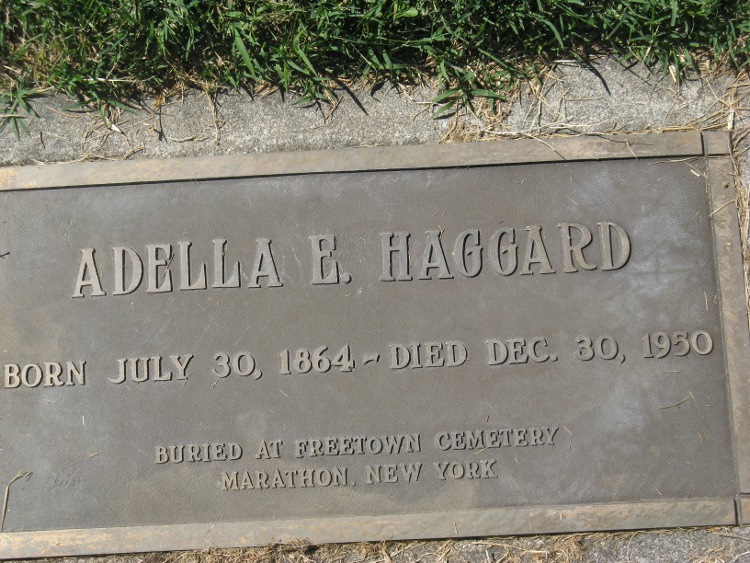 ADELLA E. HAGGARD
BORN JULY 30, 1864 ~ DIED DEC. 30, 1950
BURIED AT FREETOWN CEMETERY
MARATHON, NEW YORK